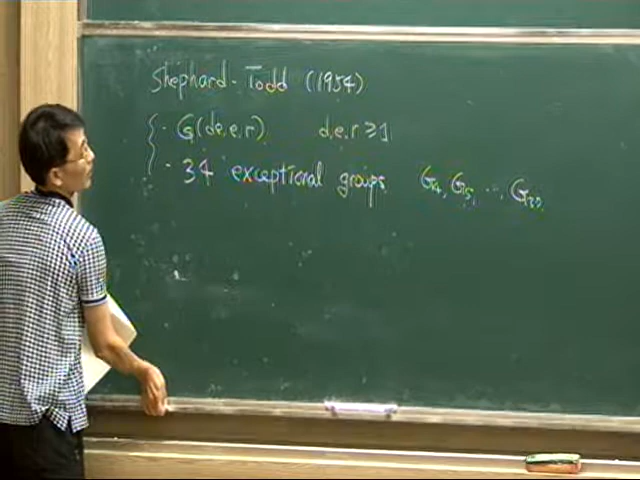 Shephard - Todd (1954)
{ · G(de,e,r) d,e,r ≥ 1
· 34 exceptional groups G4, G5, ..., G37